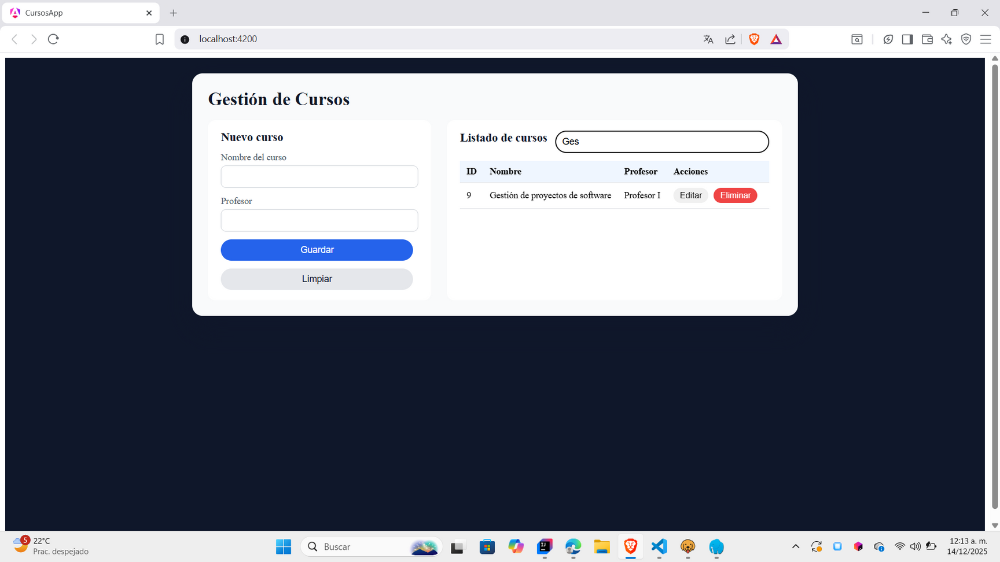 CursosApp
localhost:4200
Gestión de Cursos
Nuevo curso
Nombre del curso
Profesor
Guardar
Limpiar
Listado de cursos
Ges
ID Nombre Profesor Acciones
9 Gestión de proyectos de software Profesor I Editar Eliminar
5
22°C
Prac. despejado
Buscar
IJ
12:13 a. m.
14/12/2025